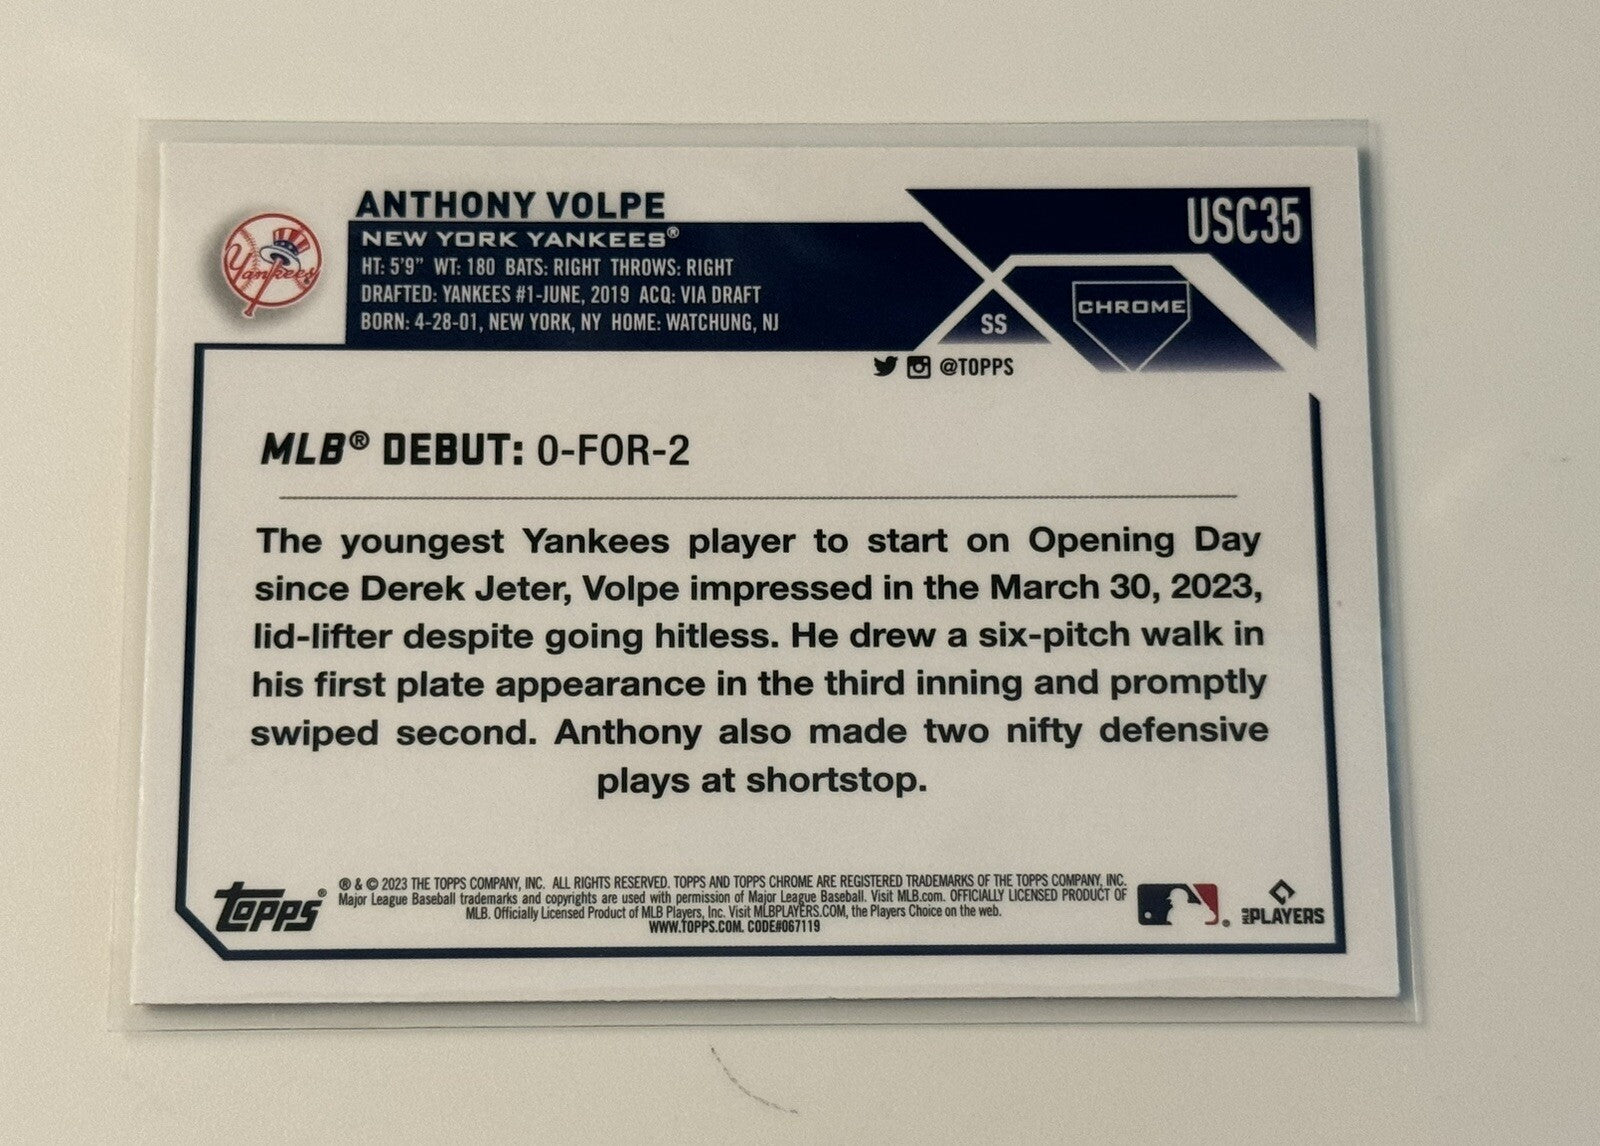 ANTHONY VOLPE
USC35
Yankees
NEW YORK YANKEES®
HT: 5'9" WT: 180 BATS: RIGHT THROWS: RIGHT
DRAFTED: YANKEES #1-JUNE, 2019 ACQ: VIA DRAFT
BORN: 4-28-01, NEW YORK, NY HOME: WATCHUNG, NJ
SS
CHROME
@TOPPS
MLB® DEBUT: 0-FOR-2
The youngest Yankees player to start on Opening Day
since Derek Jeter, Volpe impressed in the March 30, 2023,
lid-lifter despite going hitless. He drew a six-pitch walk in
his first plate appearance in the third inning and promptly
swiped second. Anthony also made two nifty defensive
plays at shortstop.
TOPPS®
® & © 2023 THE TOPPS COMPANY, INC. ALL RIGHTS RESERVED. TOPPS AND TOPPS CHROME ARE REGISTERED TRADEMARKS OF THE TOPPS COMPANY, INC.
Major League Baseball trademarks and copyrights are used with permission of Major League Baseball. Visit MLB.com. OFFICIALLY LICENSED PRODUCT OF
MLB. Officially Licensed Product of MLB Players, Inc. Visit MLBPLAYERS.COM, the Players Choice on the web.
WWW.TOPPS.COM. CODE#067119
MLB PLAYERS